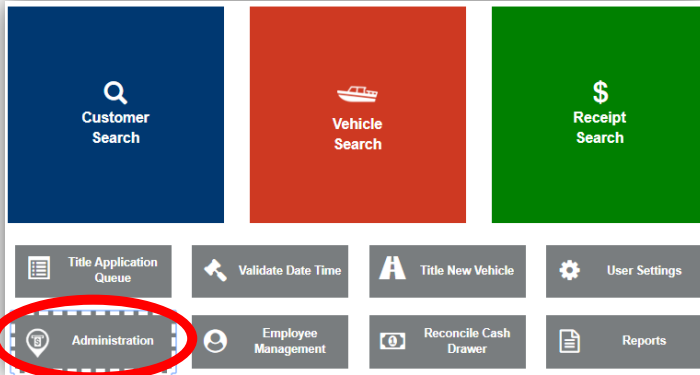 Customer
Search
Vehicle
Search
$
Receipt
Search
Title Application
Queue
Validate Date Time
Title New Vehicle
User Settings
Administration
Employee
Management
Reconcile Cash
Drawer
Reports